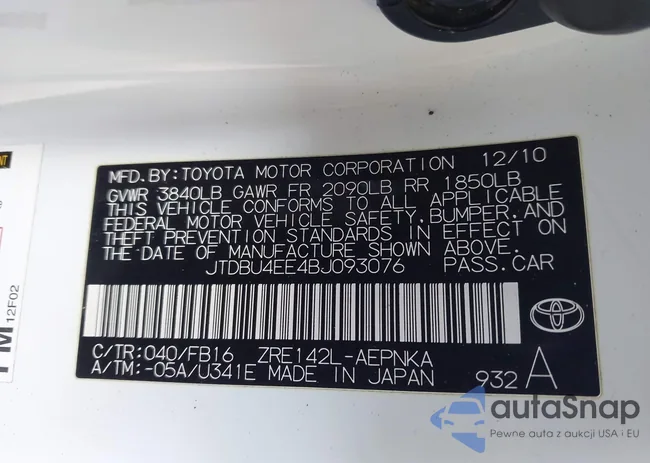 MFD.BY:TOYOTA MOTOR CORPORATION 12/10
GVWR 3840LB GAWR FR 2090LB RR 1850LB
THIS VEHICLE CONFORMS TO ALL APPLICABLE
FEDERAL MOTOR VEHICLE SAFETY,BUMPER,AND
THEFT PREVENTION STANDARDS IN EFFECT ON
THE DATE OF MANUFACTURE SHOWN ABOVE.
JTDBU4EE4BJ093076 PASS.CAR
TOYOTA
C/TR:040/FB16 ZRE142L-AEPNKA
A/TM:-05A/U341E MADE IN JAPAN 932 A
12F02
autaSnap
Pewne auta z aukcji USA i EU